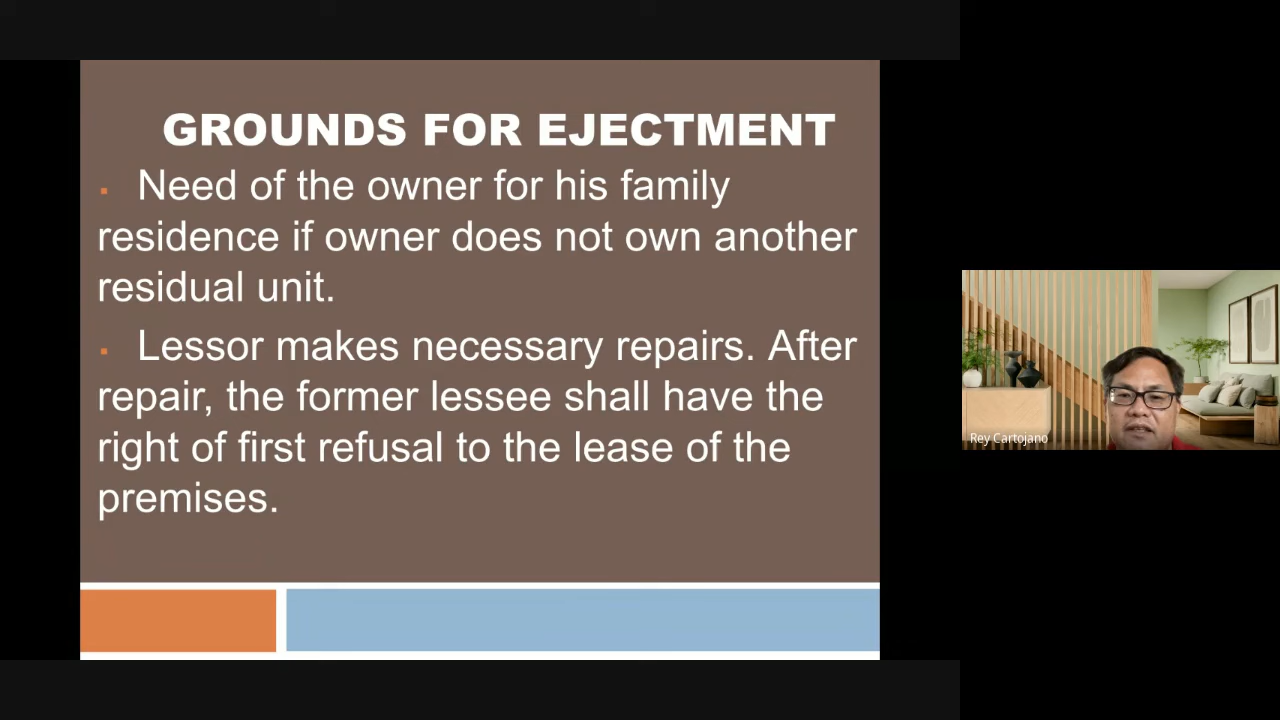 GROUNDS FOR EJECTMENT
▪ Need of the owner for his family
residence if owner does not own another
residual unit.
▪ Lessor makes necessary repairs. After
repair, the former lessee shall have the
right of first refusal to the lease of the
premises.
Rey Cartojano